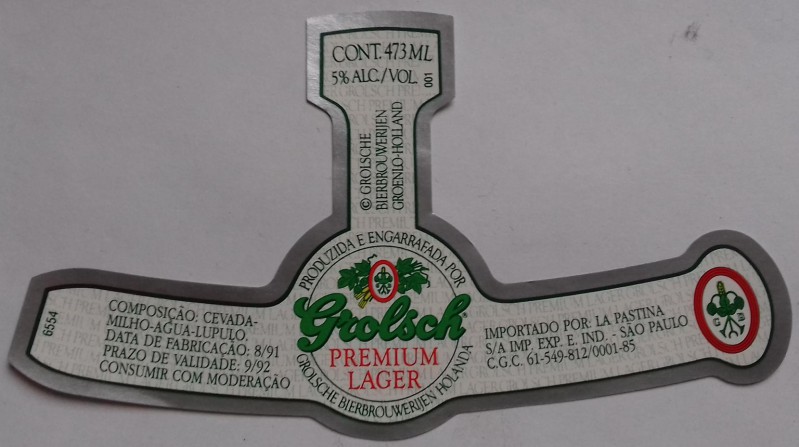 CONT. 473 ML
5% ALC./VOL. 001
© GROLSCHE
BIERBROUWERIJEN
GROENLO-HOLLAND
PRODUZIDA E ENGARRAFADA POR
Grolsch
PREMIUM
LAGER
GROLSCHE BIERBROUWERIJEN HOLANDA
6554
COMPOSIÇÃO: CEVADA-
MILHO-AGUA-LUPULO.
DATA DE FABRICAÇÃO: 8/91
PRAZO DE VALIDADE: 9/92
CONSUMIR COM MODERAÇÃO
IMPORTADO POR: LA PASTINA
S/A IMP. EXP. E. IND. - SÃO PAULO
C.G.C. 61-549-812/0001-85
G B